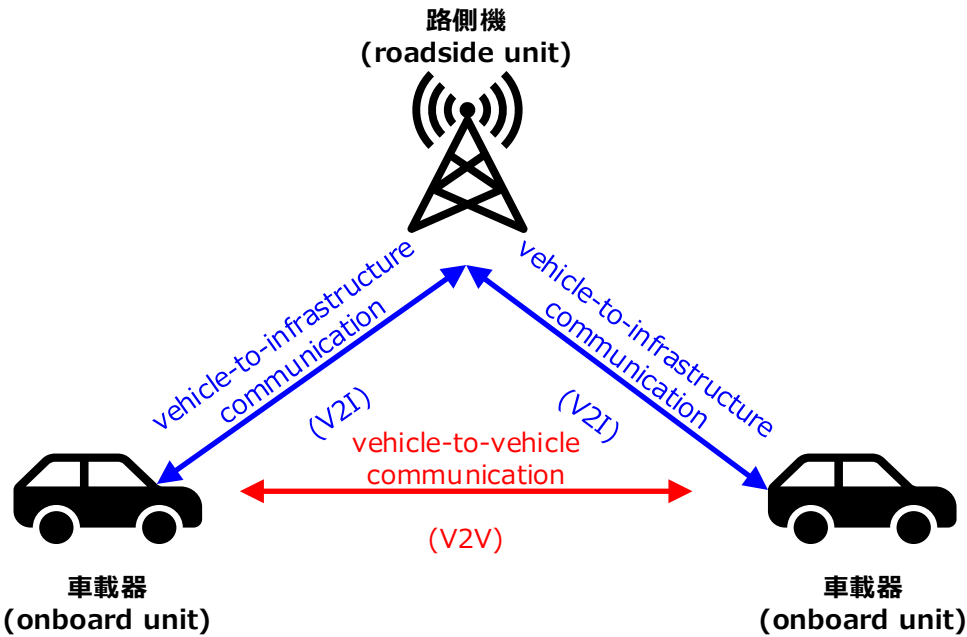 路側機
(roadside unit)
vehicle-to-infrastructure
communication
(V2I)
vehicle-to-infrastructure
communication
(V2I)
vehicle-to-vehicle
communication
(V2V)
車載器
(onboard unit)
車載器
(onboard unit)